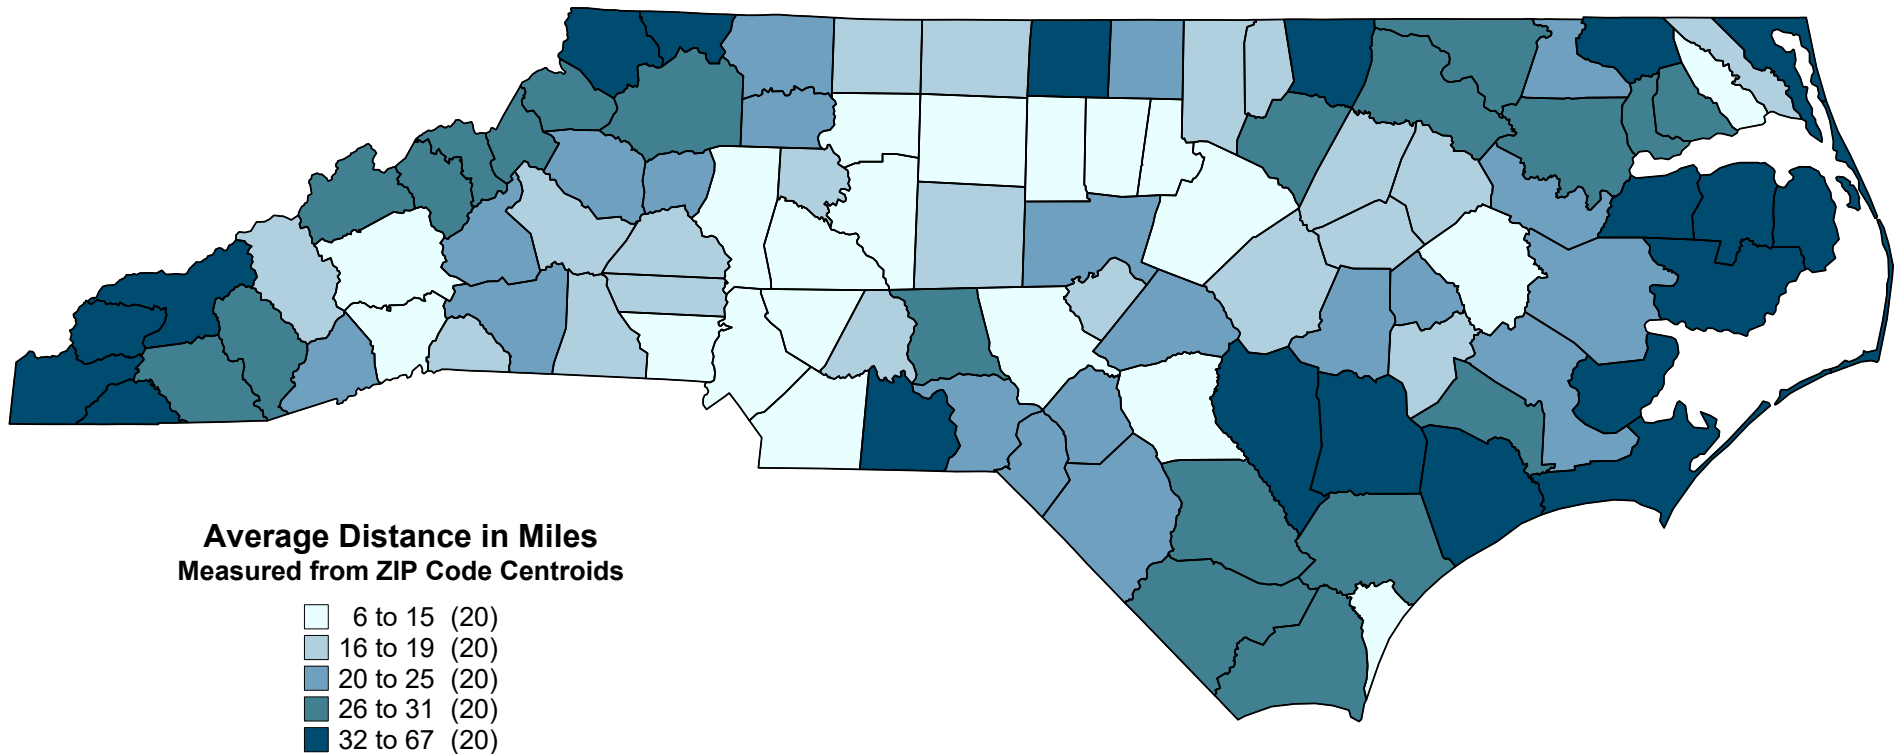 Average Distance in Miles
Measured from ZIP Code Centroids
6 to 15 (20)
16 to 19 (20)
20 to 25 (20)
26 to 31 (20)
32 to 67 (20)